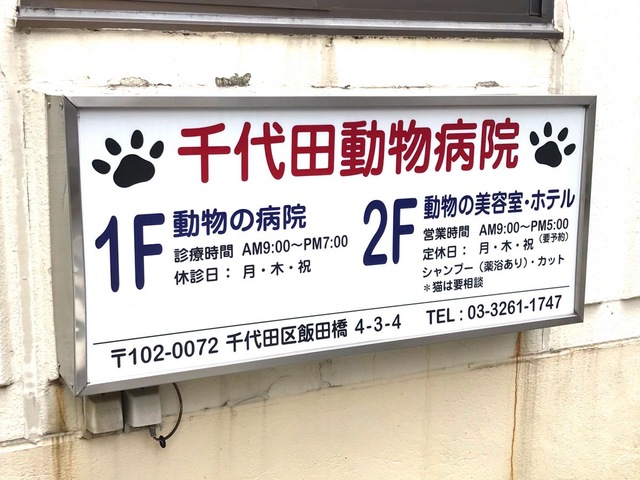 千代田動物病院
1F
動物の病院
診療時間 AM9:00～PM7:00
休診日： 月・木・祝
2F
動物の美容室・ホテル
営業時間 AM9:00～PM5:00
定休日： 月・木・祝 (要予約)
シャンプー（薬浴あり）・カット
＊猫は要相談
〒102-0072 千代田区飯田橋 4-3-4 TEL : 03-3261-1747